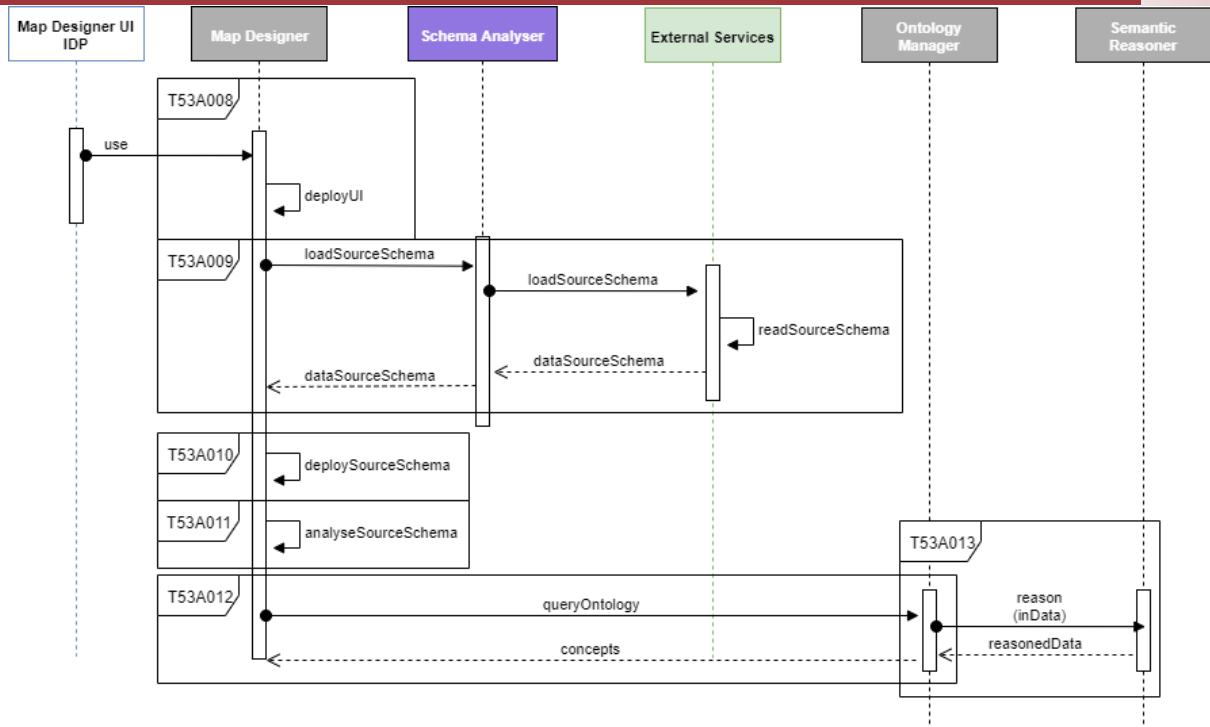 Map Designer UI
IDP
Map Designer
Schema Analyser
External Services
Ontology
Manager
Semantic
Reasoner
T53A008
use
deployUI
T53A009
loadSourceSchema
loadSourceSchema
readSourceSchema
dataSourceSchema
dataSourceSchema
T53A010
deploySourceSchema
T53A011
analyseSourceSchema
T53A013
T53A012
queryOntology
reason
(inData)
reasonedData
concepts